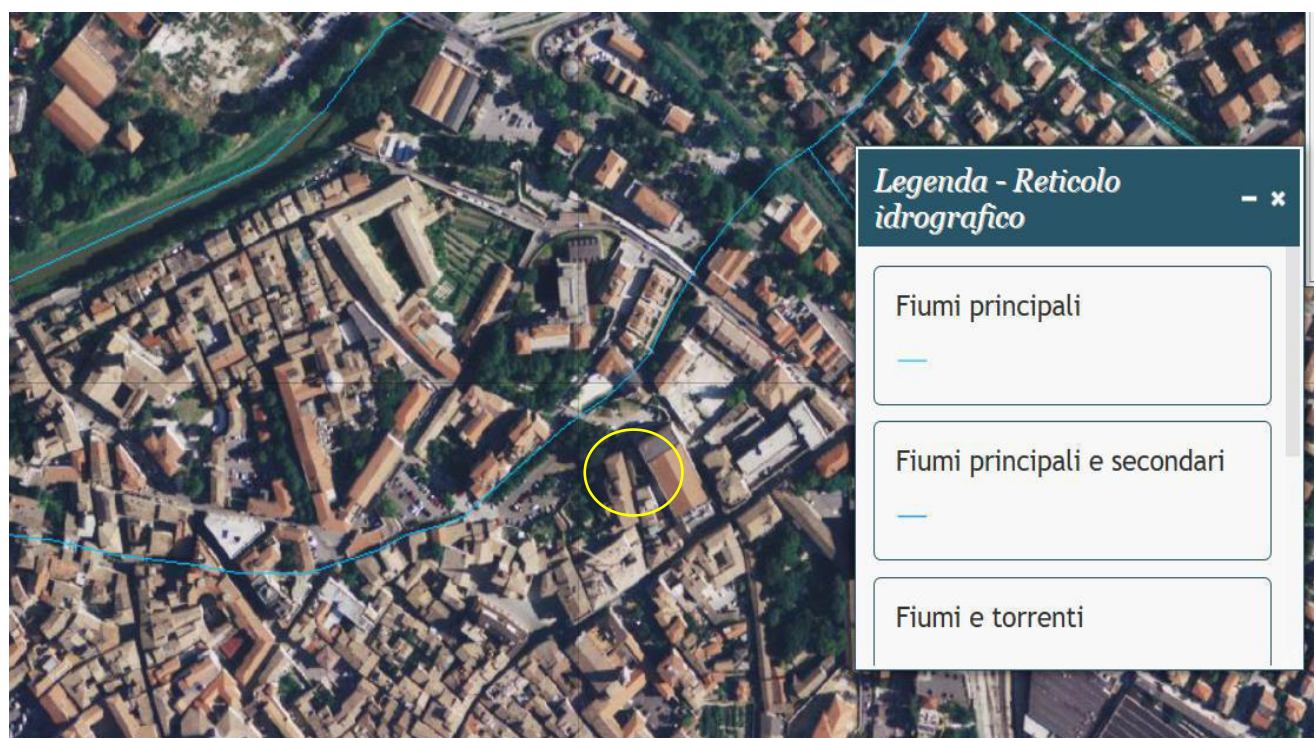 Legenda - Reticolo
idrografico
Fiumi principali
Fiumi principali e secondari
Fiumi e torrenti